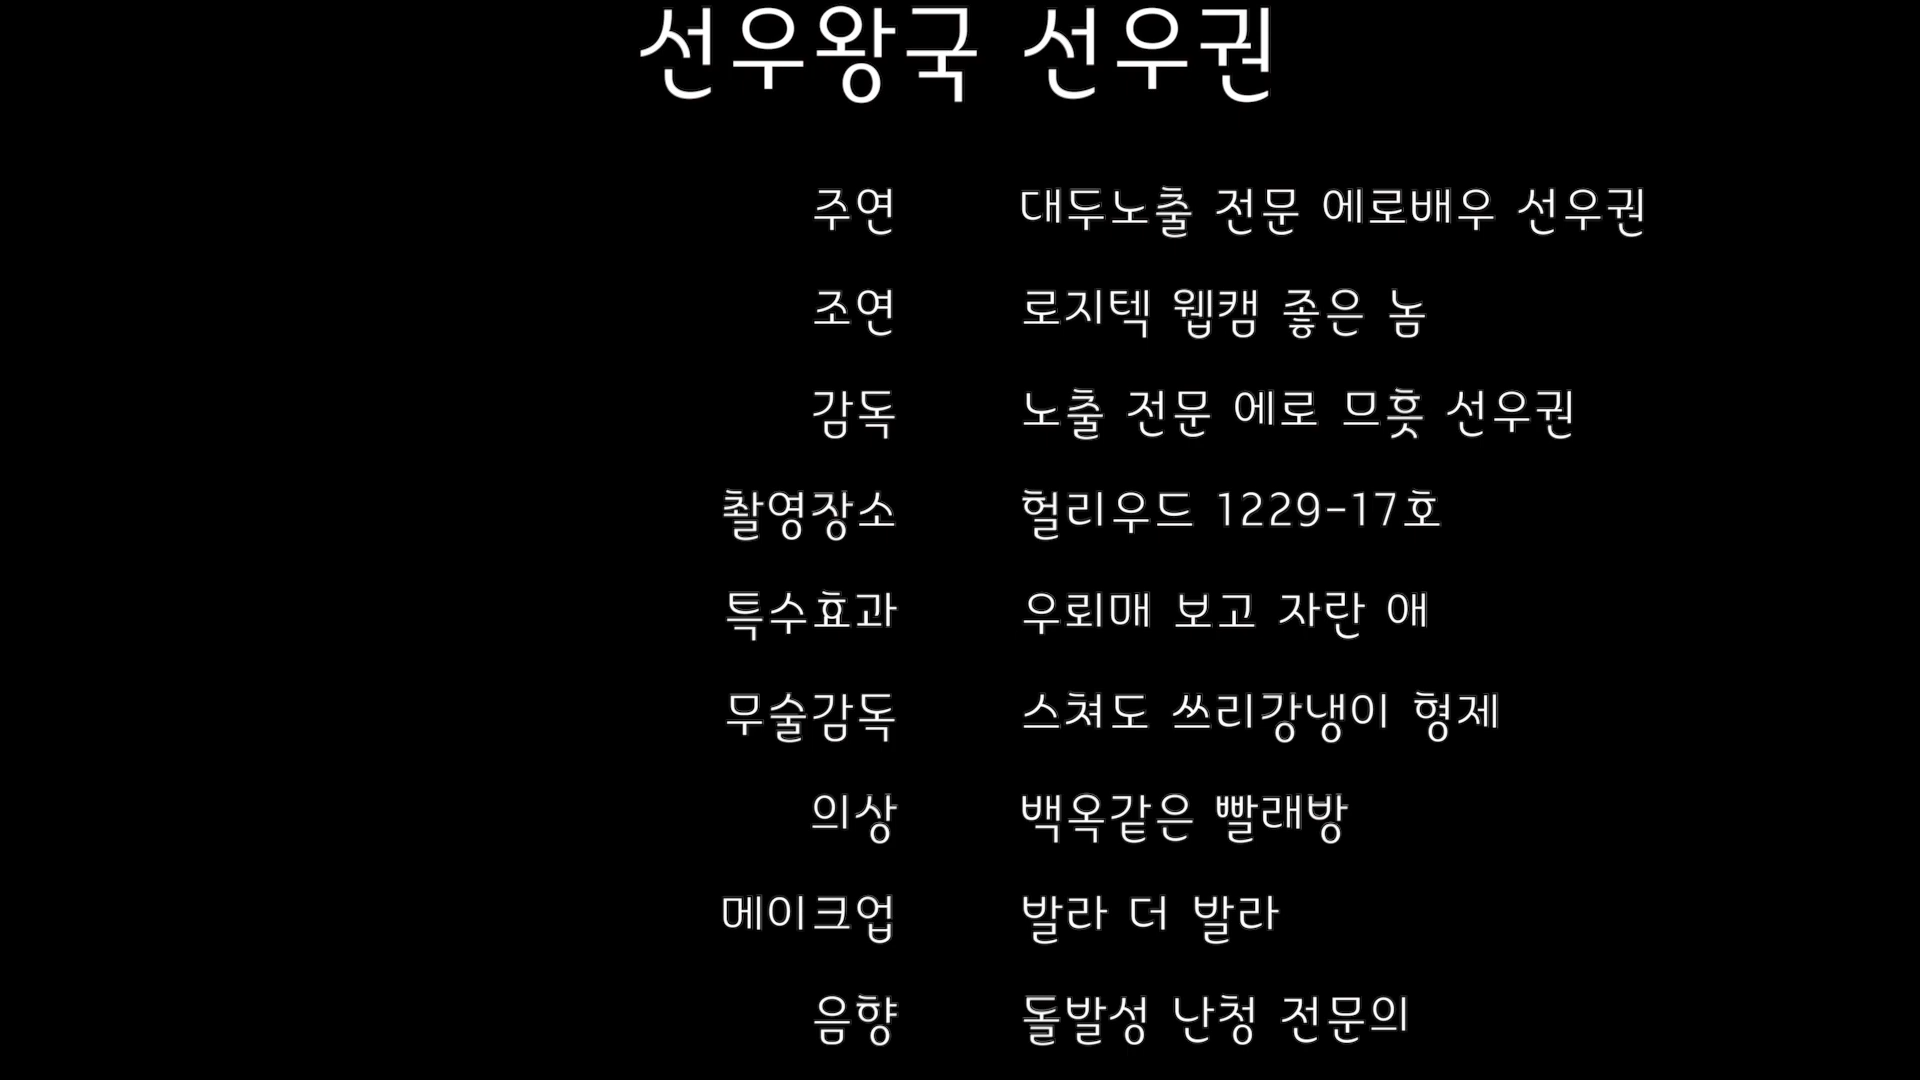 선우왕국 선우권
주연 대두노출 전문 에로배우 선우권
조연 로지텍 웹캠 좋은 놈
감독 노출 전문 에로 므흣 선우권
촬영장소 헐리우드 1229-17호
특수효과 우뢰매 보고 자란 애
무술감독 스쳐도 쓰리강냉이 형제
의상 백옥같은 빨래방
메이크업 발라 더 발라
음향 돌발성 난청 전문의